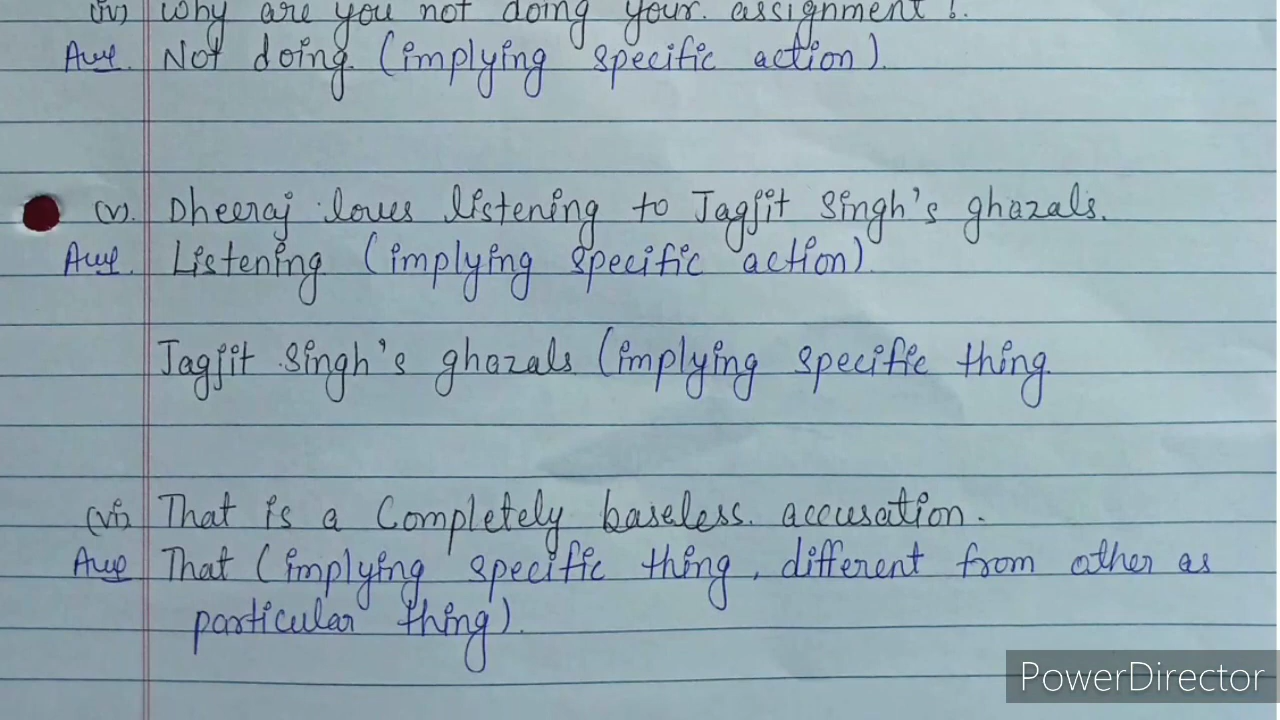 (iv) Why are you not doing your assignment?
Ans. Not doing (implying specific action).
(v). Dheeraj loves listening to Jagjit Singh's ghazals.
Ans. Listening (implying specific action).
Jagjit Singh's ghazals (implying specific thing
(vi) That is a completely baseless accusation.
Ans That (implying specific thing, different from other as
particular thing).
PowerDirector